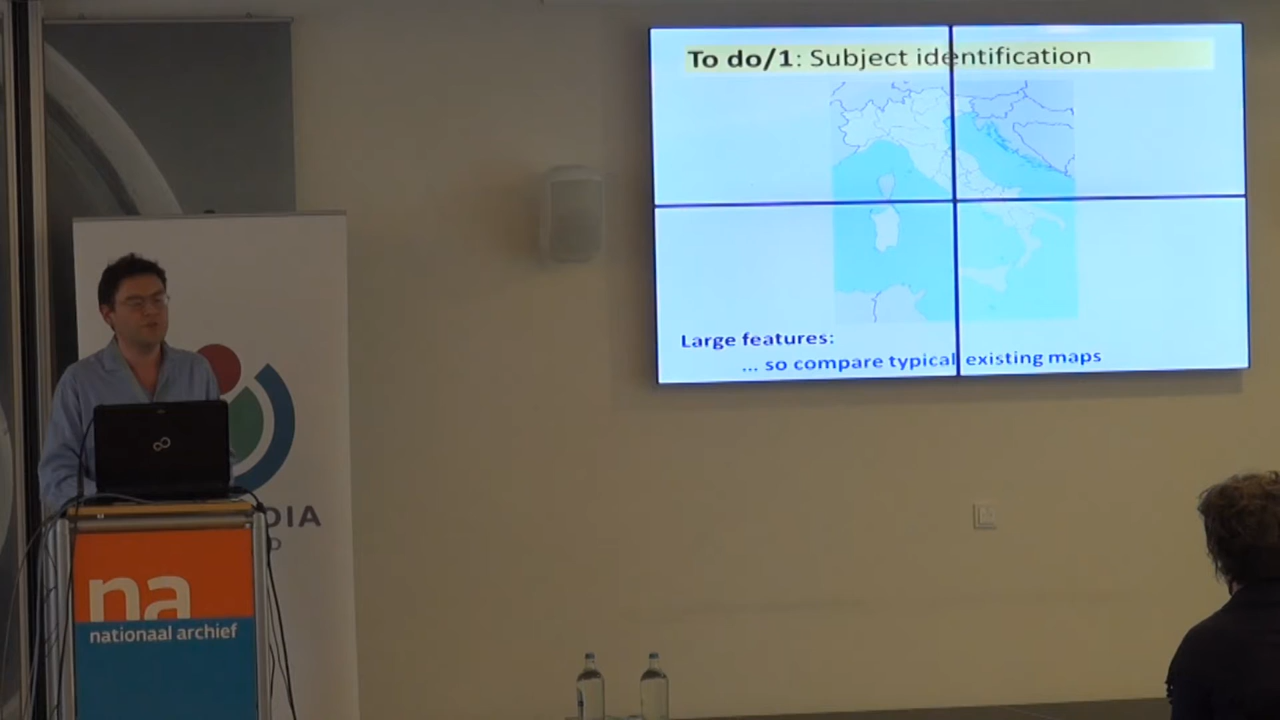 To do/1: Subject identification
Large features:
... so compare typical existing maps
DIA
na
nationaal archief